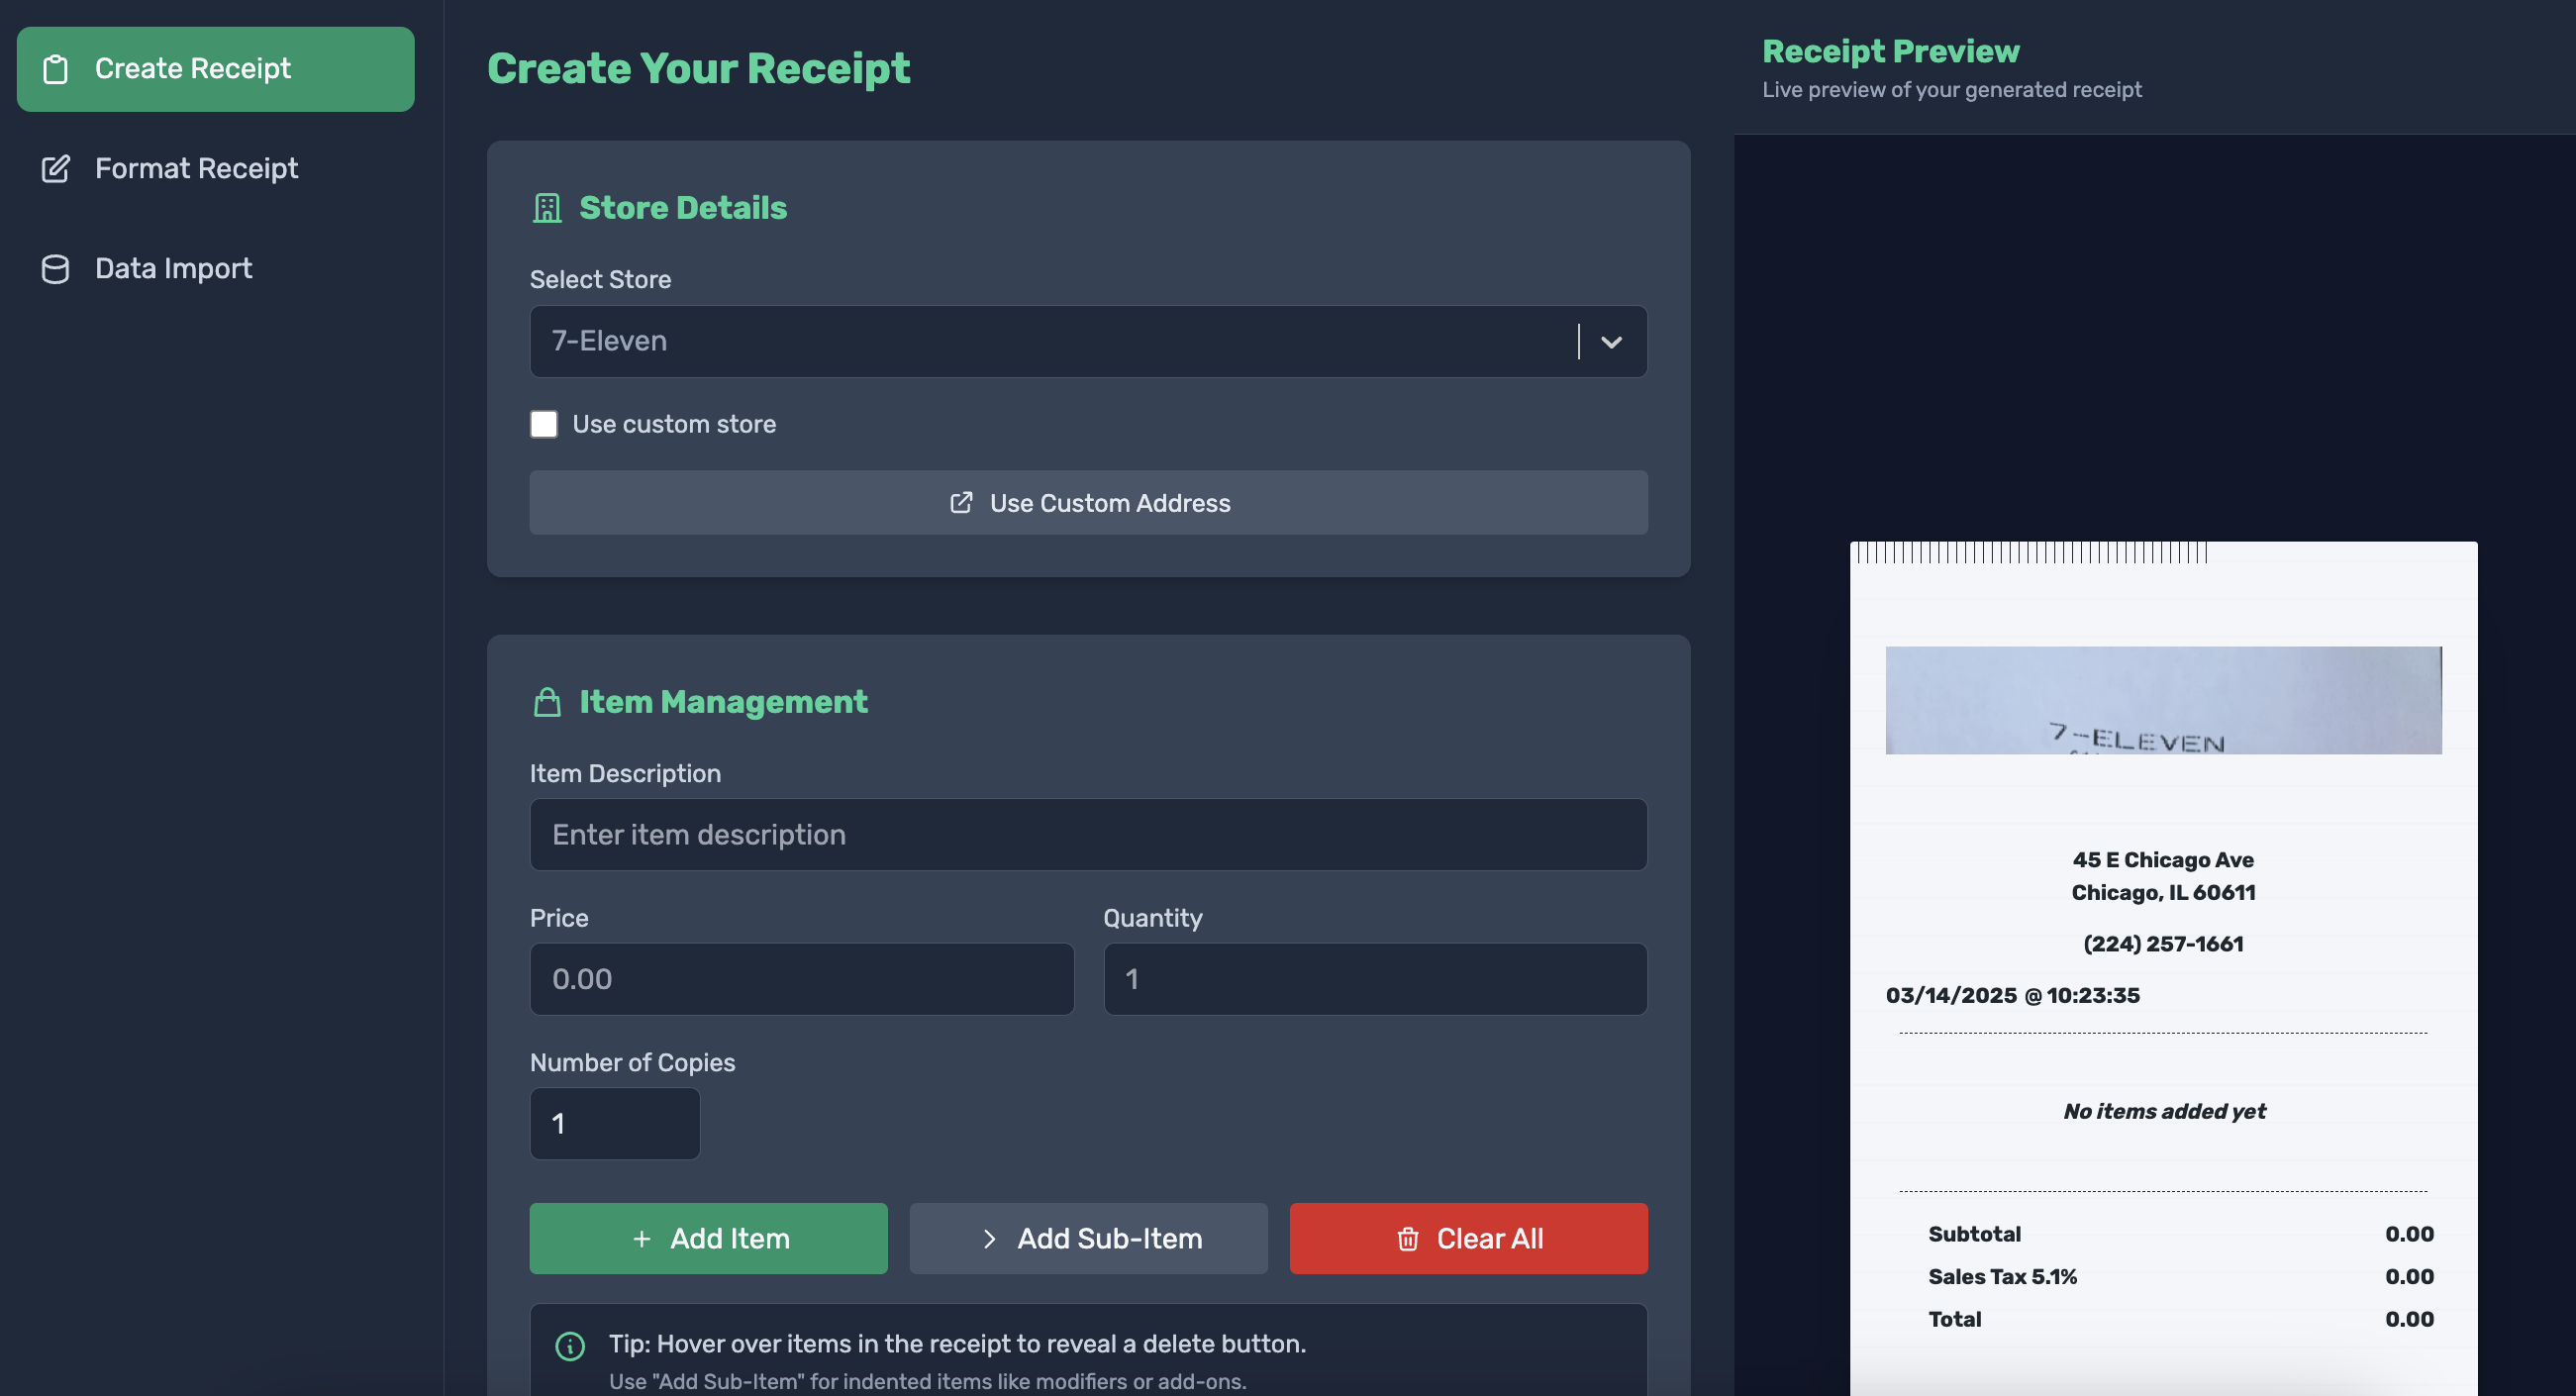 Create Receipt
Format Receipt
Data Import
Create Your Receipt
Store Details
Select Store
7-Eleven
Use custom store
Use Custom Address
Item Management
Item Description
Enter item description
Price
Quantity
0.00
1
Number of Copies
1
+ Add Item
> Add Sub-Item
Clear All
Tip: Hover over items in the receipt to reveal a delete button.
Use "Add Sub-Item" for indented items like modifiers or add-ons.
Receipt Preview
Live preview of your generated receipt
7-ELEVEN
45 E Chicago Ave
Chicago, IL 60611
(224) 257-1661
03/14/2025 @ 10:23:35
No items added yet
Subtotal 0.00
Sales Tax 5.1% 0.00
Total 0.00